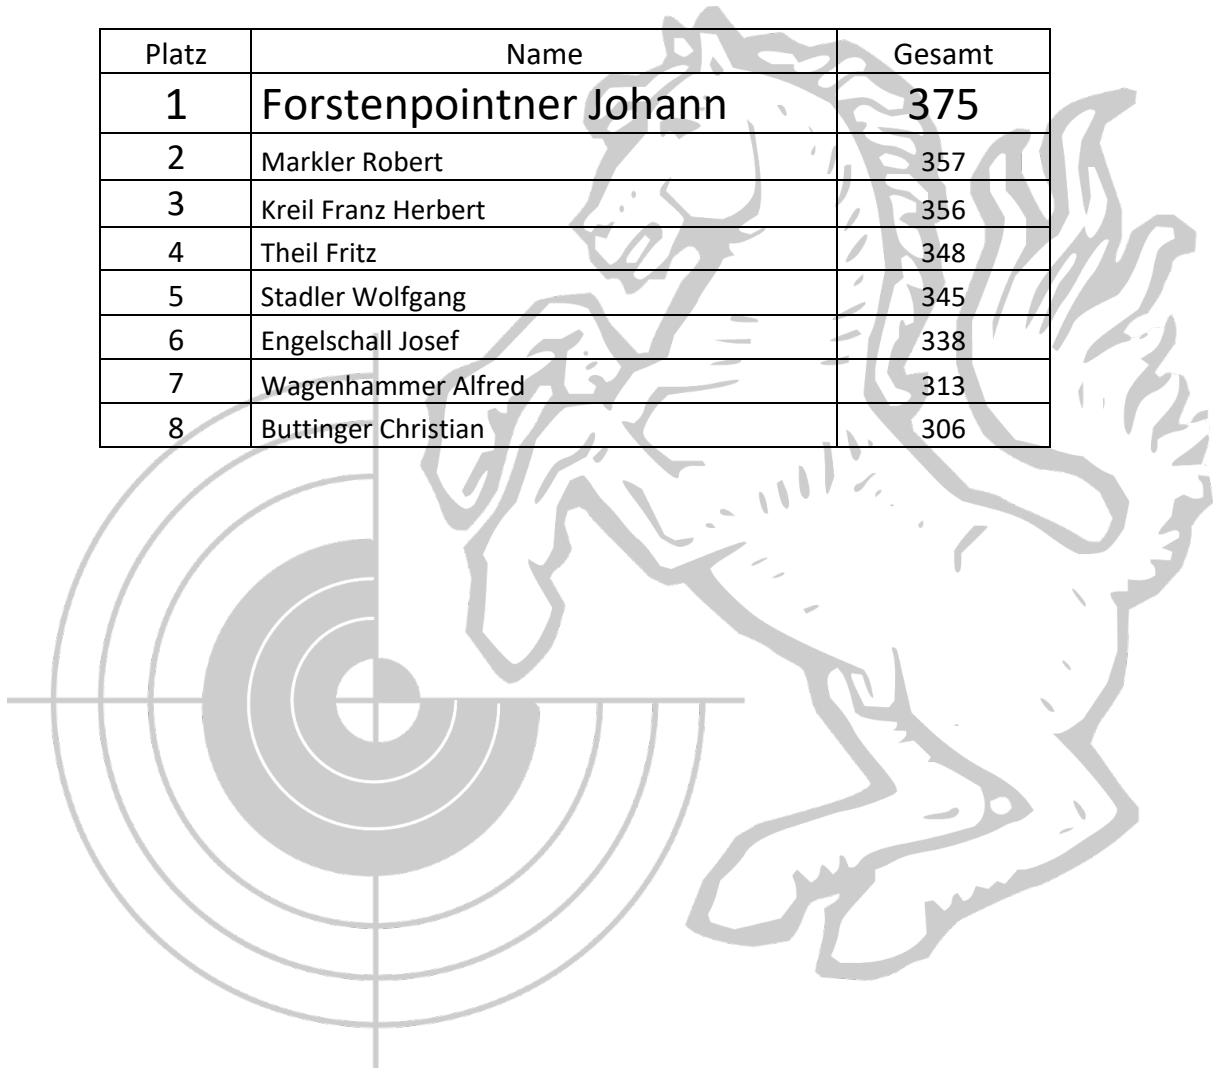 Platz Name Gesamt
1 Forstenpointner Johann 375
2 Markler Robert 357
3 Kreil Franz Herbert 356
4 Theil Fritz 348
5 Stadler Wolfgang 345
6 Engelschall Josef 338
7 Wagenhammer Alfred 313
8 Buttinger Christian 306